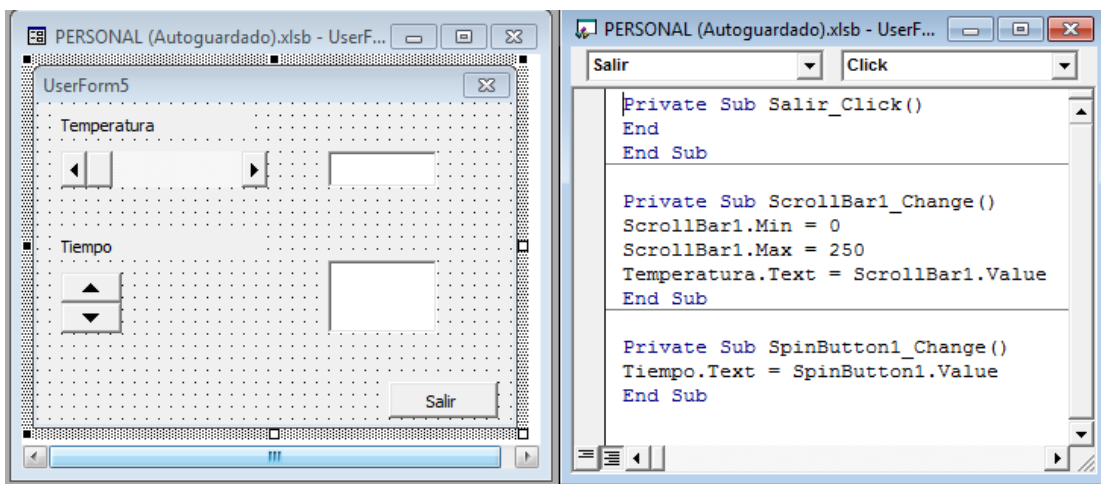 PERSONAL (Autoguardado).xlsb - UserF...
UserForm5
Temperatura
Tiempo
Salir
PERSONAL (Autoguardado).xlsb - UserF...
Salir
Click
Private Sub Salir_Click()
End
End Sub
Private Sub ScrollBar1_Change()
ScrollBar1.Min = 0
ScrollBar1.Max = 250
Temperatura.Text = ScrollBar1.Value
End Sub
Private Sub SpinButton1_Change()
Tiempo.Text = SpinButton1.Value
End Sub